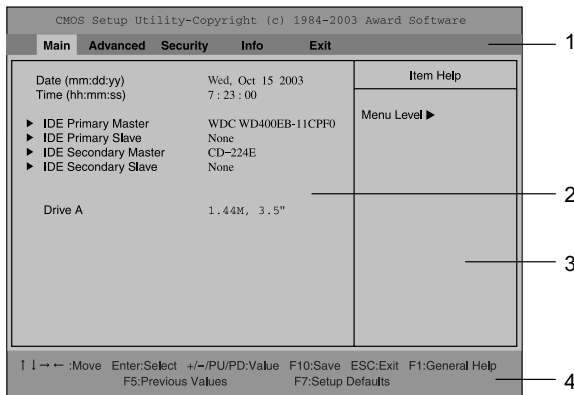 CMOS Setup Utility-Copyright (c) 1984-2003 Award Software
Main Advanced Security Info Exit
1
Date (mm:dd:yy) Wed, Oct 15 2003
Time (hh:mm:ss) 7 : 23 : 00
Item Help
▶ IDE Primary Master WDC WD400EB-11CPF0
▶ IDE Primary Slave None
▶ IDE Secondary Master CD-224E
▶ IDE Secondary Slave None
Menu Level ▶
2
Drive A 1.44M, 3.5"
3
↑↓→← :Move Enter:Select +/–/PU/PD:Value F10:Save ESC:Exit F1:General Help
F5:Previous Values F7:Setup Defaults
4